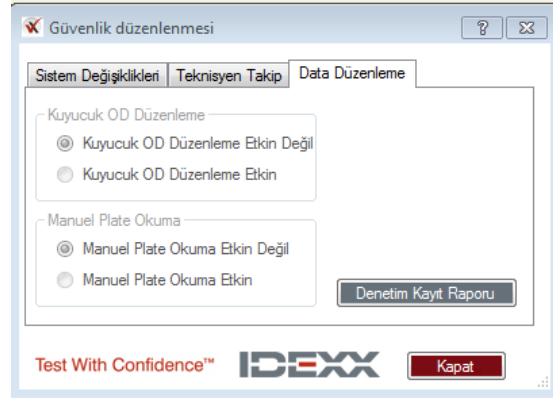 Güvenlik düzenlenmesi
Sistem Değişiklikleri Teknisyen Takip Data Düzenleme
Kuyucuk OD Düzenleme
Kuyucuk OD Düzenleme Etkin Değil
Kuyucuk OD Düzenleme Etkin
Manuel Plate Okuma
Manuel Plate Okuma Etkin Değil
Manuel Plate Okuma Etkin
Denetim Kayıt Raporu
Test With Confidence™ IDEXX Kapat